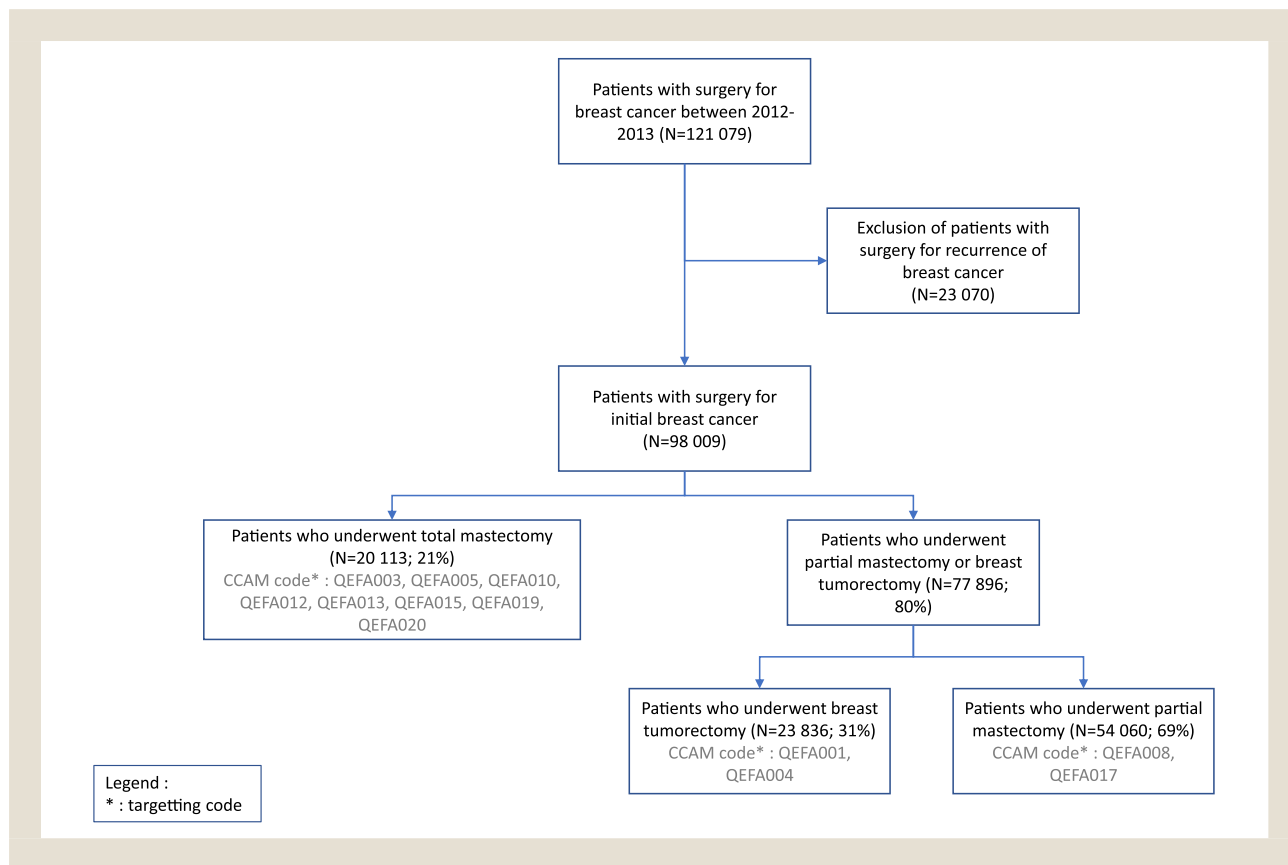 Patients with surgery for
breast cancer between 2012-
2013 (N=121 079)
Exclusion of patients with
surgery for recurrence of
breast cancer
(N=23 070)
Patients with surgery for
initial breast cancer
(N=98 009)
Patients who underwent total mastectomy
(N=20 113; 21%)
CCAM code* : QEFA003, QEFA005, QEFA010,
QEFA012, QEFA013, QEFA015, QEFA019,
QEFA020
Patients who underwent
partial mastectomy or breast
tumorectomy (N=77 896;
80%)
Patients who underwent breast
tumorectomy (N=23 836; 31%)
CCAM code* : QEFA001,
QEFA004
Patients who underwent partial
mastectomy (N=54 060; 69%)
CCAM code* : QEFA008,
QEFA017
Legend :
* : targetting code